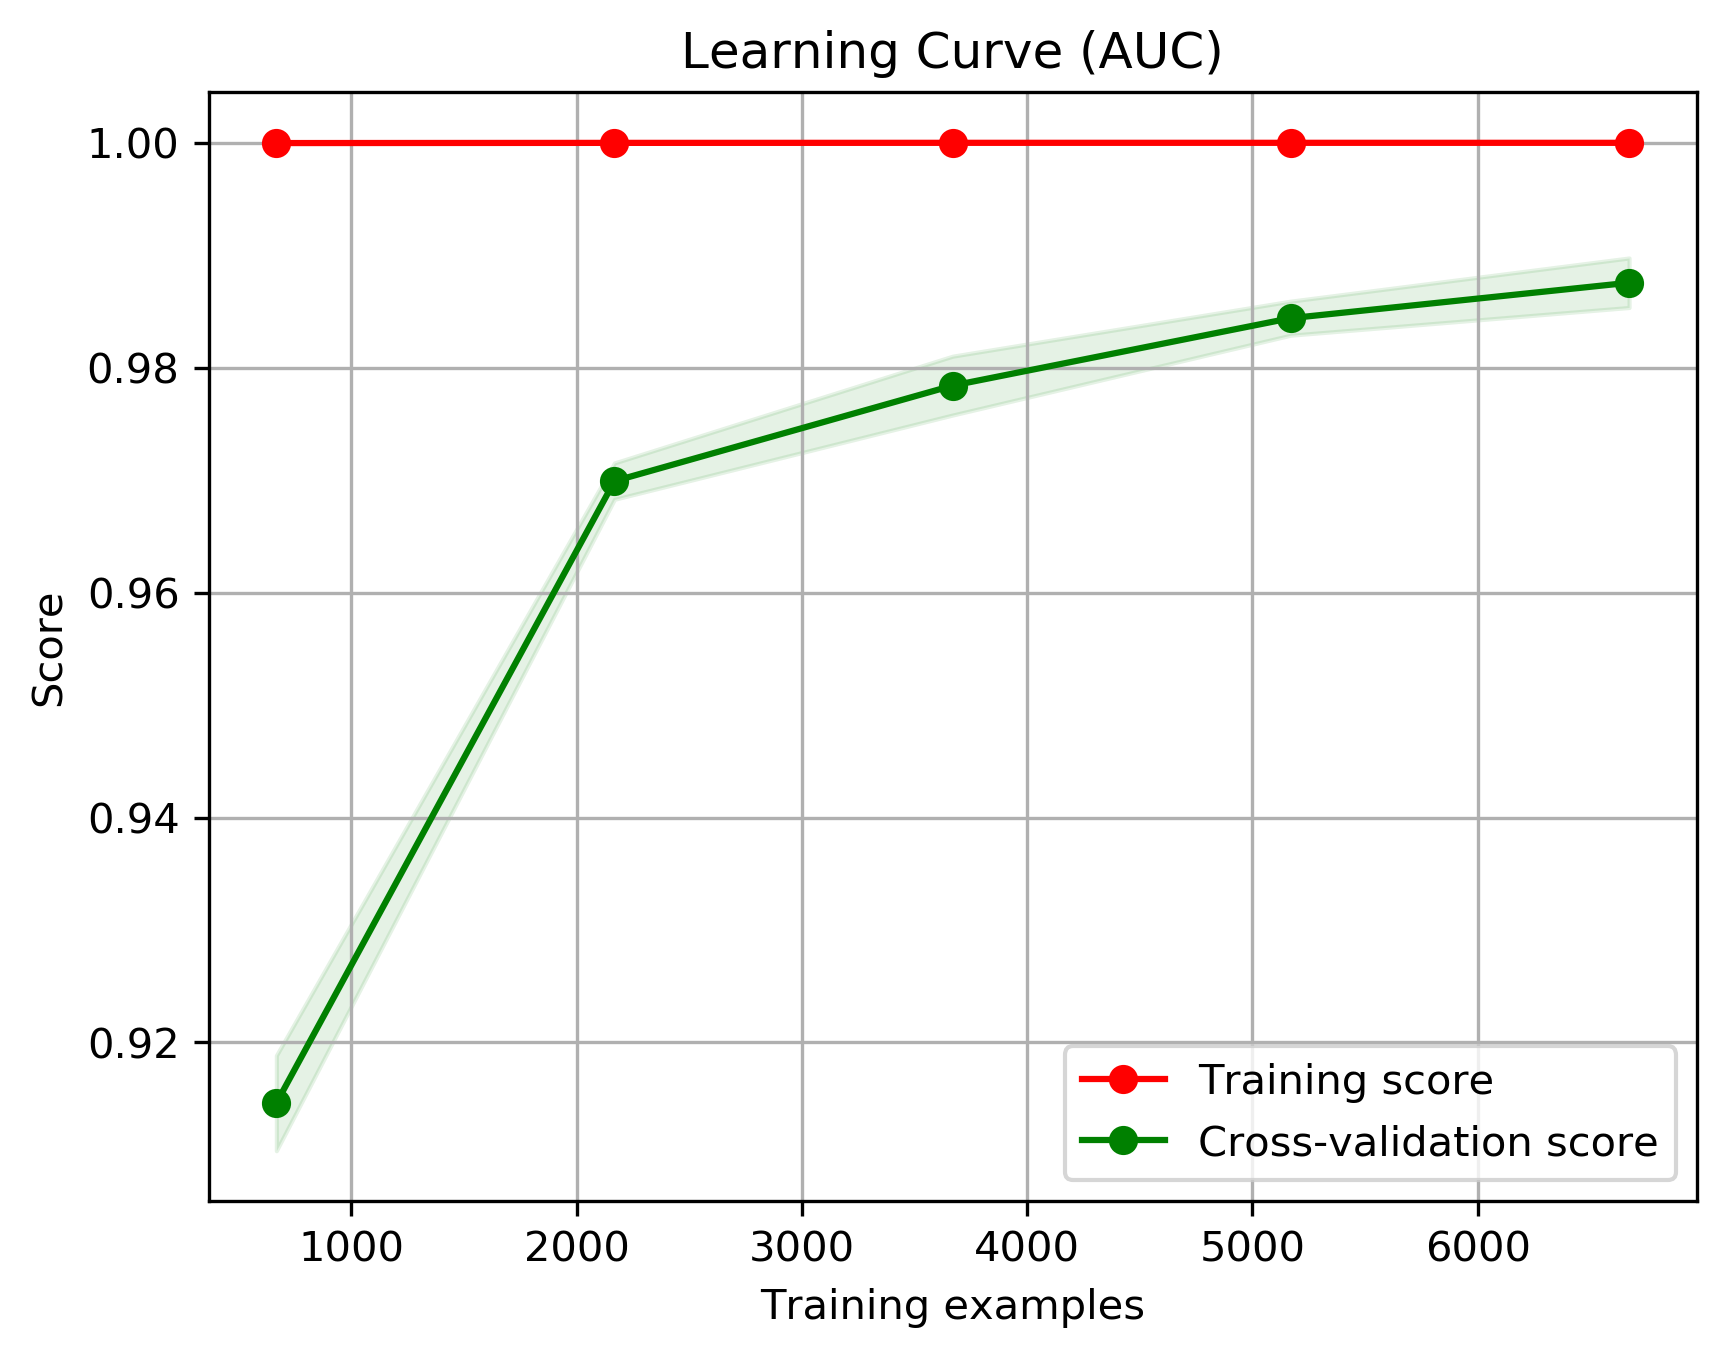 Learning Curve (AUC)
1.00
0.98
0.96
0.94
0.92
Score
1000 2000 3000 4000 5000 6000
Training examples
Training score
Cross-validation score